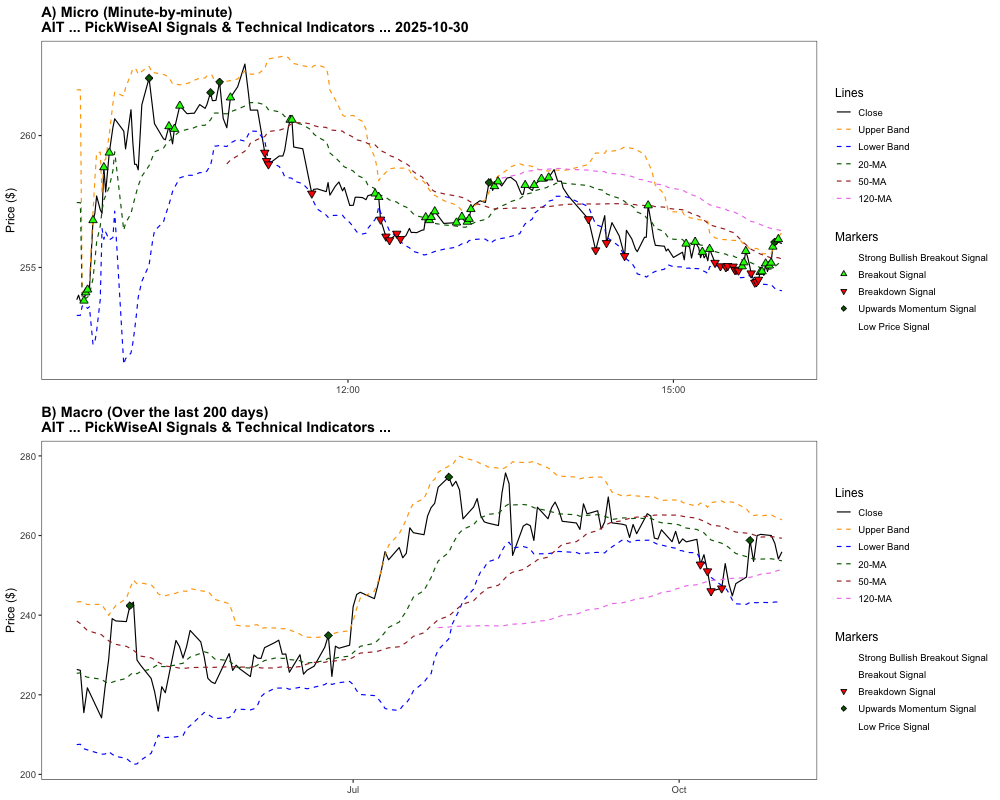 A) Micro (Minute-by-minute)
AIT ... PickWiseAI Signals & Technical Indicators ... 2025-10-30
Price ($)
260
255
12:00
15:00
Lines
Close
Upper Band
Lower Band
20-MA
50-MA
120-MA
Markers
Strong Bullish Breakout Signal
Breakout Signal
Breakdown Signal
Upwards Momentum Signal
Low Price Signal
B) Macro (Over the last 200 days)
AIT ... PickWiseAI Signals & Technical Indicators ...
Price ($)
280
260
240
220
200
Jul
Oct
Lines
Close
Upper Band
Lower Band
20-MA
50-MA
120-MA
Markers
Strong Bullish Breakout Signal
Breakout Signal
Breakdown Signal
Upwards Momentum Signal
Low Price Signal